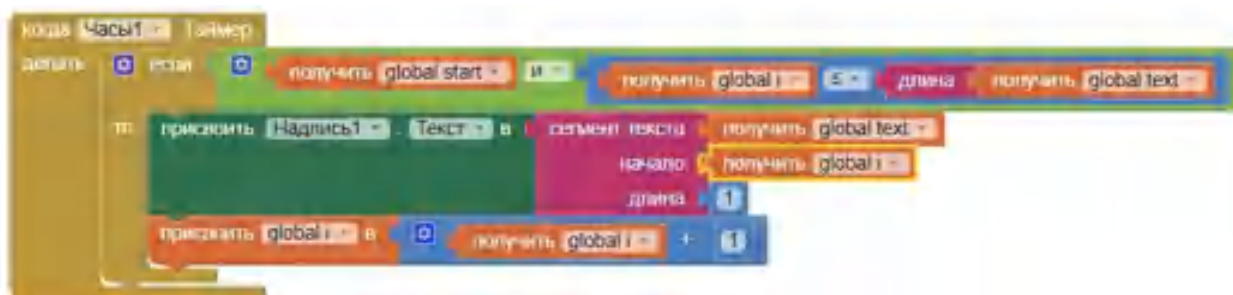 когда Часы1 Таймер
делать если получить global start и получить global i ≤ длина получить global text
то присвоить Надпись1 . Текст в сегмент текста получить global text
начало получить global i
длина 1
присвоить global i в получить global i + 1